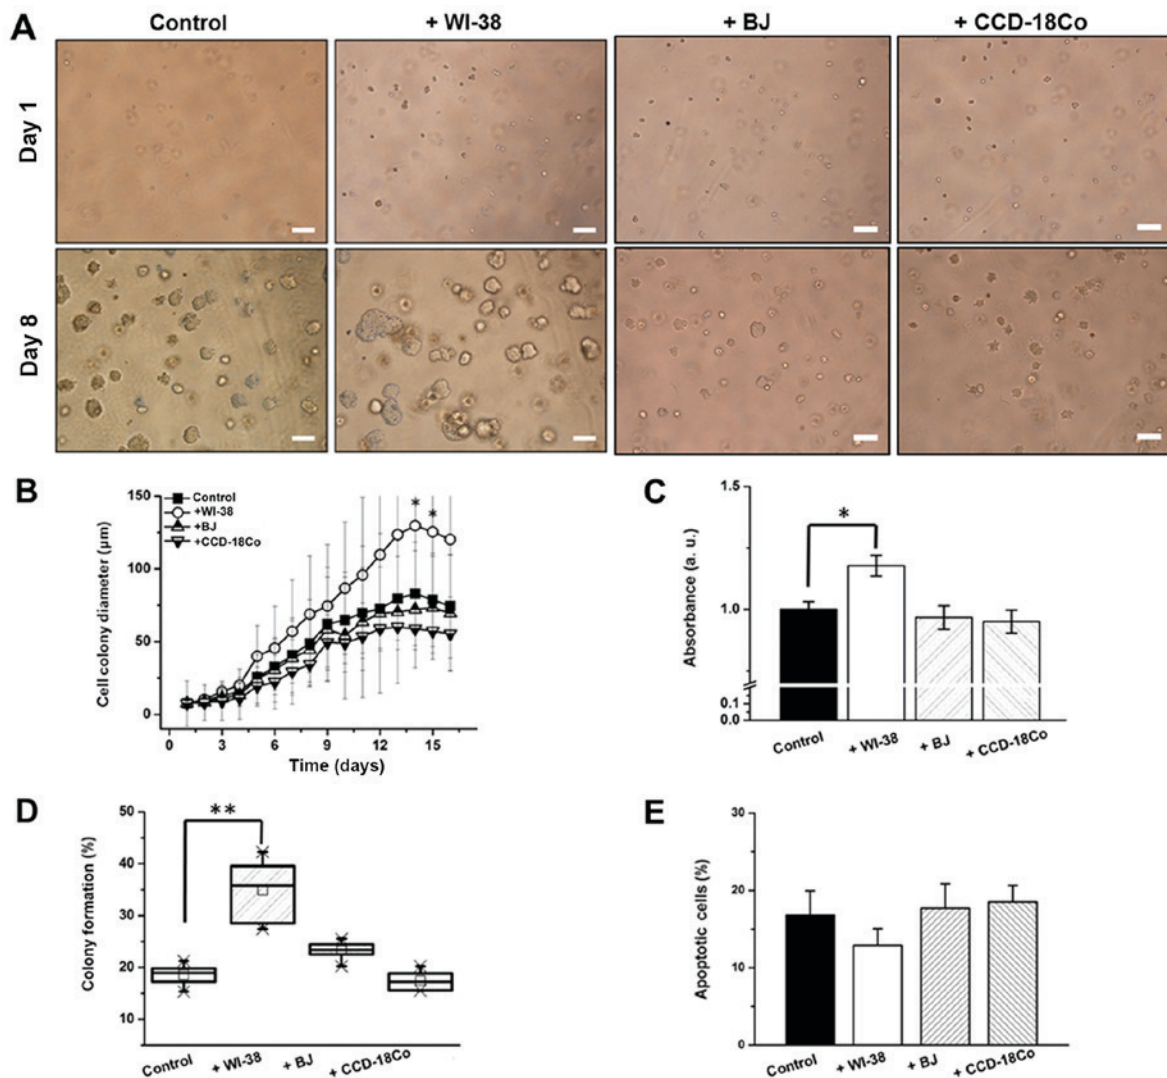 A
Control
+ WI-38
+ BJ
+ CCD-18Co
Day 1
Day 8
B
Control
+WI-38
+BJ
+CCD-18Co
Cell colony diameter (µm)
150
100
50
0
* *
0 3 6 9 12 15
Time (days)
C
Absorbance (a. u.)
1.5
1.0
0.1
0.0
*
Control
+ WI-38
+ BJ
+ CCD-18Co
D
Colony formation (%)
50
40
30
20
10
**
Control
+ WI-38
+ BJ
+ CCD-18Co
E
Apoptotic cells (%)
30
20
10
0
Control
+ WI-38
+ BJ
+ CCD-18Co